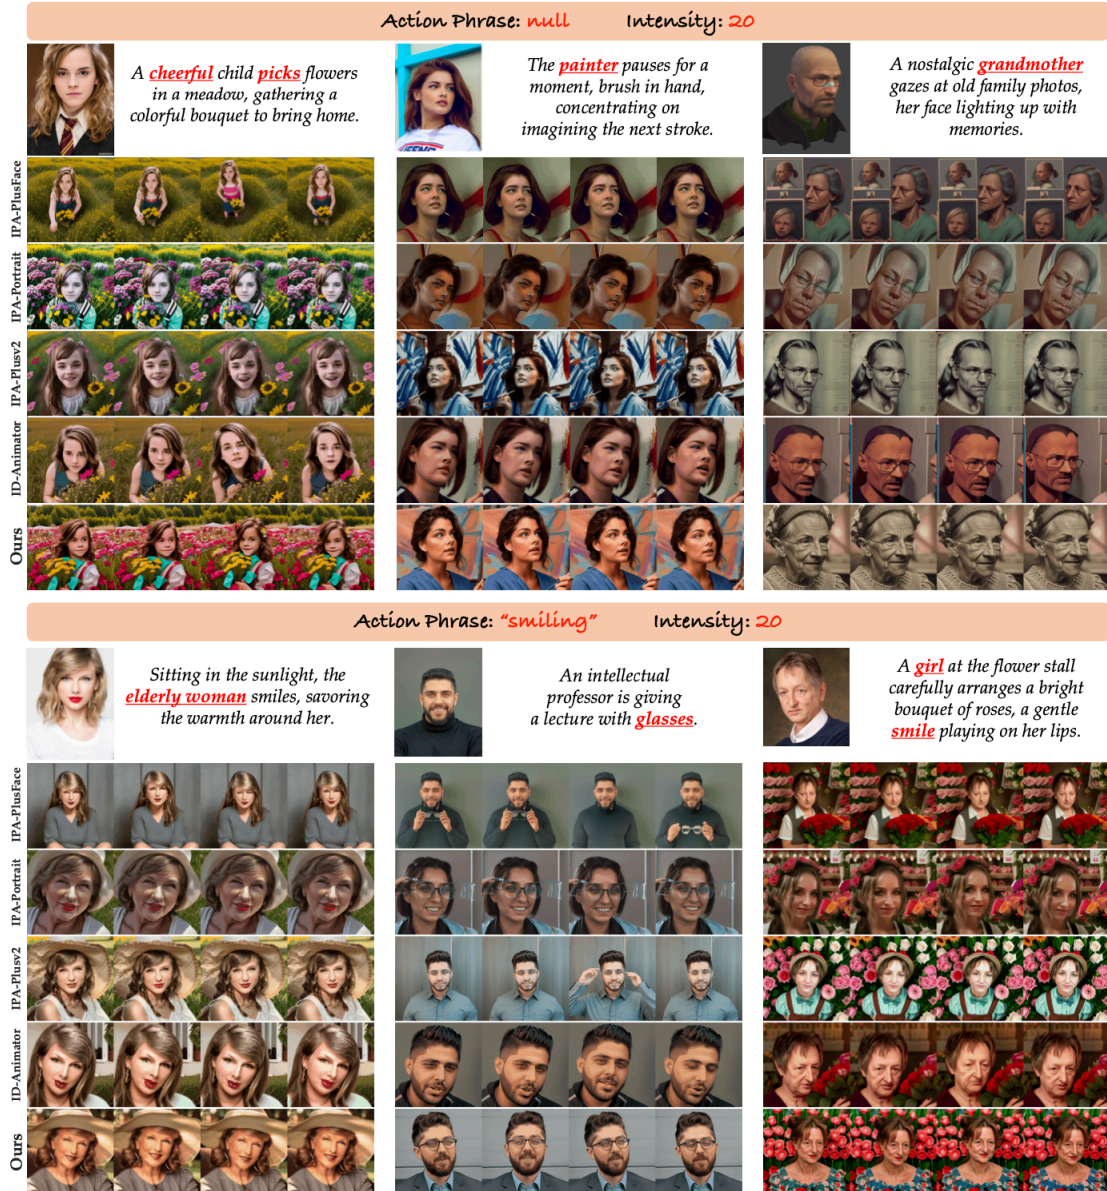 Action Phrase: null Intensity: 20
A cheerful child picks flowers
in a meadow, gathering a
colorful bouquet to bring home.
The painter pauses for a
moment, brush in hand,
concentrating on
imagining the next stroke.
A nostalgic grandmother
gazes at old family photos,
her face lighting up with
memories.
IPA-PlusFace
IPA-Portrait
IPA-Plusv2
ID-Animator
Ours
Action Phrase: "smiling" Intensity: 20
Sitting in the sunlight, the
elderly woman smiles, savoring
the warmth around her.
An intellectual
professor is giving
a lecture with glasses.
A girl at the flower stall
carefully arranges a bright
bouquet of roses, a gentle
smile playing on her lips.
IPA-PlusFace
IPA-Portrait
IPA-Plusv2
ID-Animator
Ours